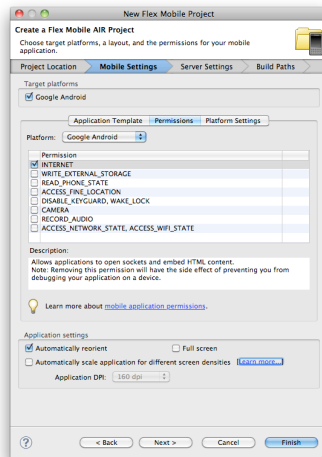 New Flex Mobile Project
Create a Flex Mobile AIR Project
Choose target platforms, a layout, and the permissions for your mobile
application.
Project Location
Mobile Settings
Server Settings
Build Paths
Target platforms
Google Android
Application Template
Permissions
Platform Settings
Platform: Google Android
Permission
INTERNET
WRITE_EXTERNAL_STORAGE
READ_PHONE_STATE
ACCESS_FINE_LOCATION
DISABLE_KEYGUARD, WAKE_LOCK
CAMERA
RECORD_AUDIO
ACCESS_NETWORK_STATE, ACCESS_WIFI_STATE
Description:
Allows applications to open sockets and embed HTML content.
Note: Removing this permission will have the side effect of preventing you from
debugging your application on a device.
Learn more about mobile application permissions.
Application settings
Automatically reorient
Full screen
Automatically scale application for different screen densities
Learn more...
Application DPI: 160 dpi
?
< Back
Next >
Cancel
Finish